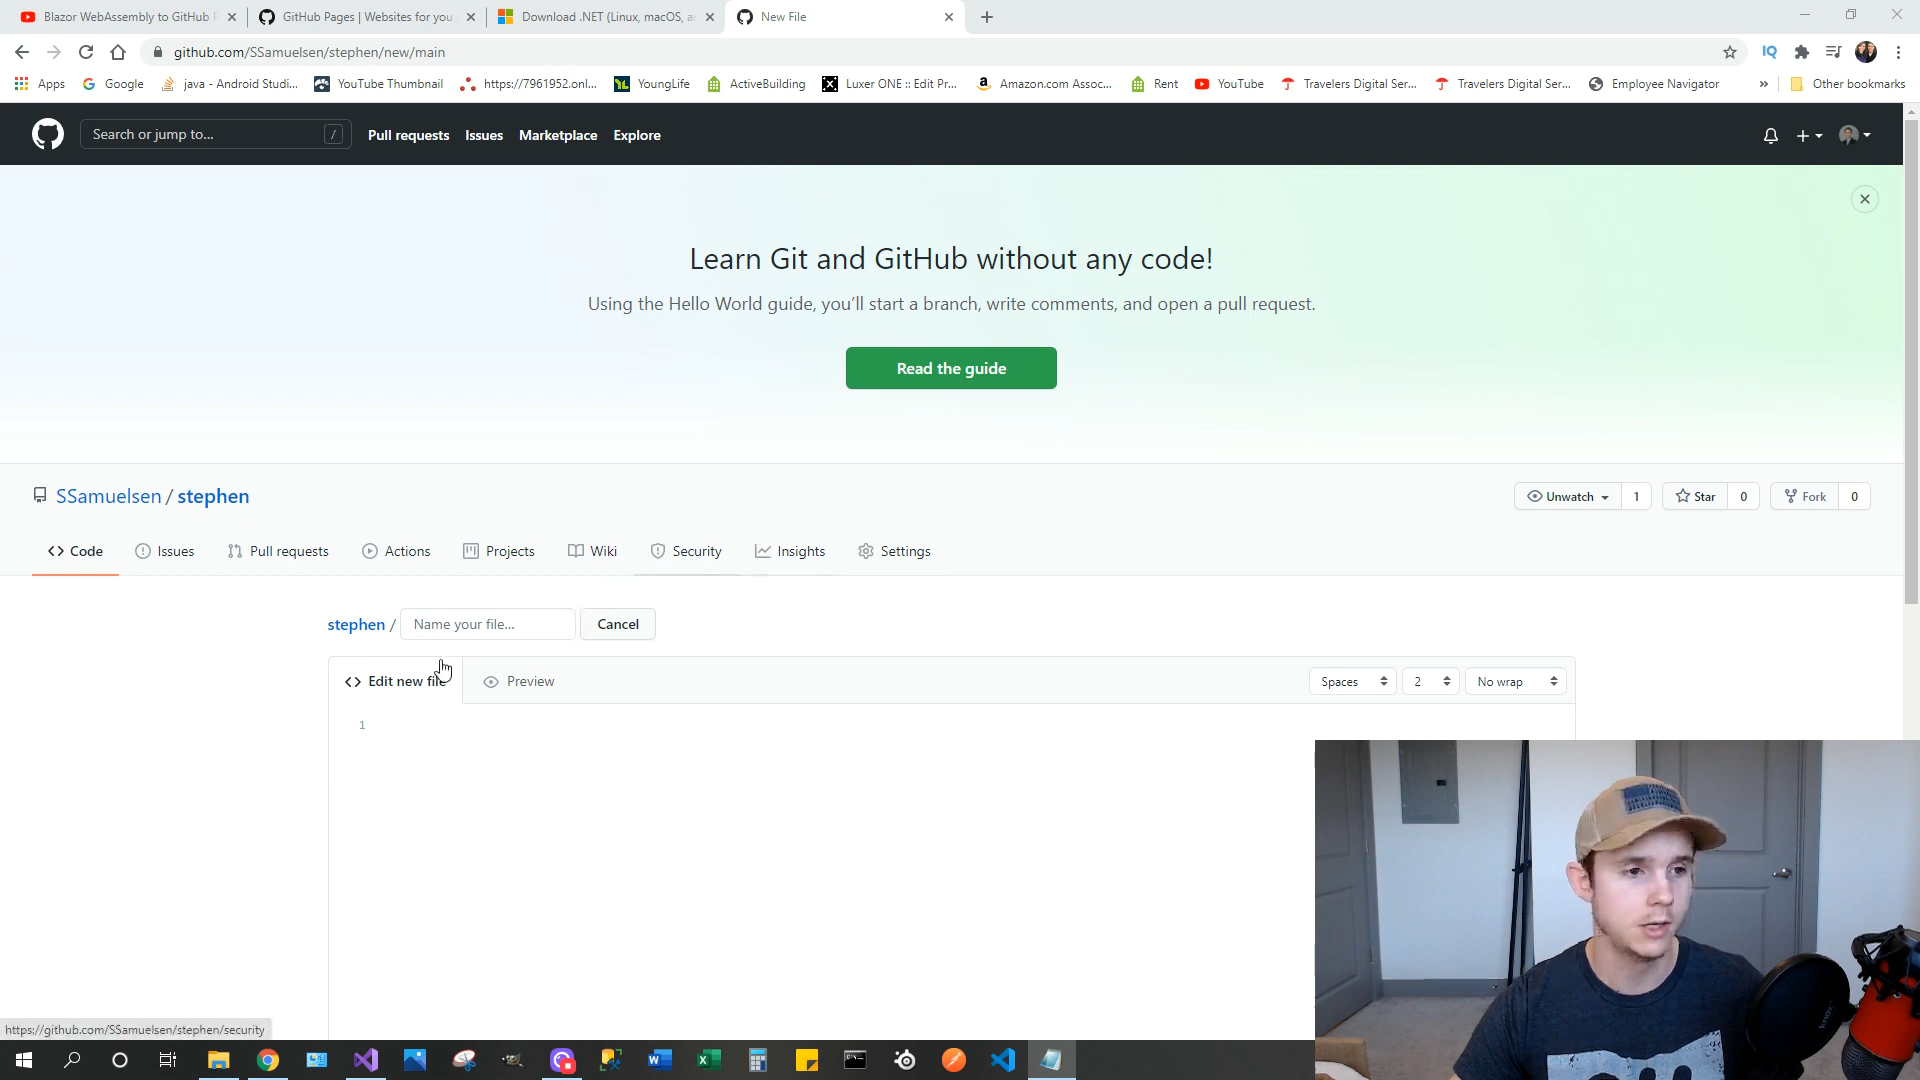 Blazor WebAssembly to GitHub P
GitHub Pages | Websites for you
Download .NET (Linux, macOS, a
New File
github.com/SSamuelsen/stephen/new/main
IQ
Apps
Google
java - Android Studi...
YouTube Thumbnail
https://7961952.onl...
YoungLife
ActiveBuilding
Luxer ONE :: Edit Pr...
Amazon.com Assoc...
Rent
YouTube
Travelers Digital Ser...
Travelers Digital Ser...
Employee Navigator
»
Other bookmarks
Search or jump to...
/
Pull requests
Issues
Marketplace
Explore
Learn Git and GitHub without any code!
Using the Hello World guide, you'll start a branch, write comments, and open a pull request.
Read the guide
SSamuelsen / stephen
Unwatch
1
Star
0
Fork
0
<> Code
Issues
Pull requests
Actions
Projects
Wiki
Security
Insights
Settings
stephen /
Name your file...
Cancel
<> Edit new file
Preview
Spaces
2
No wrap
1
https://github.com/SSamuelsen/stephen/security